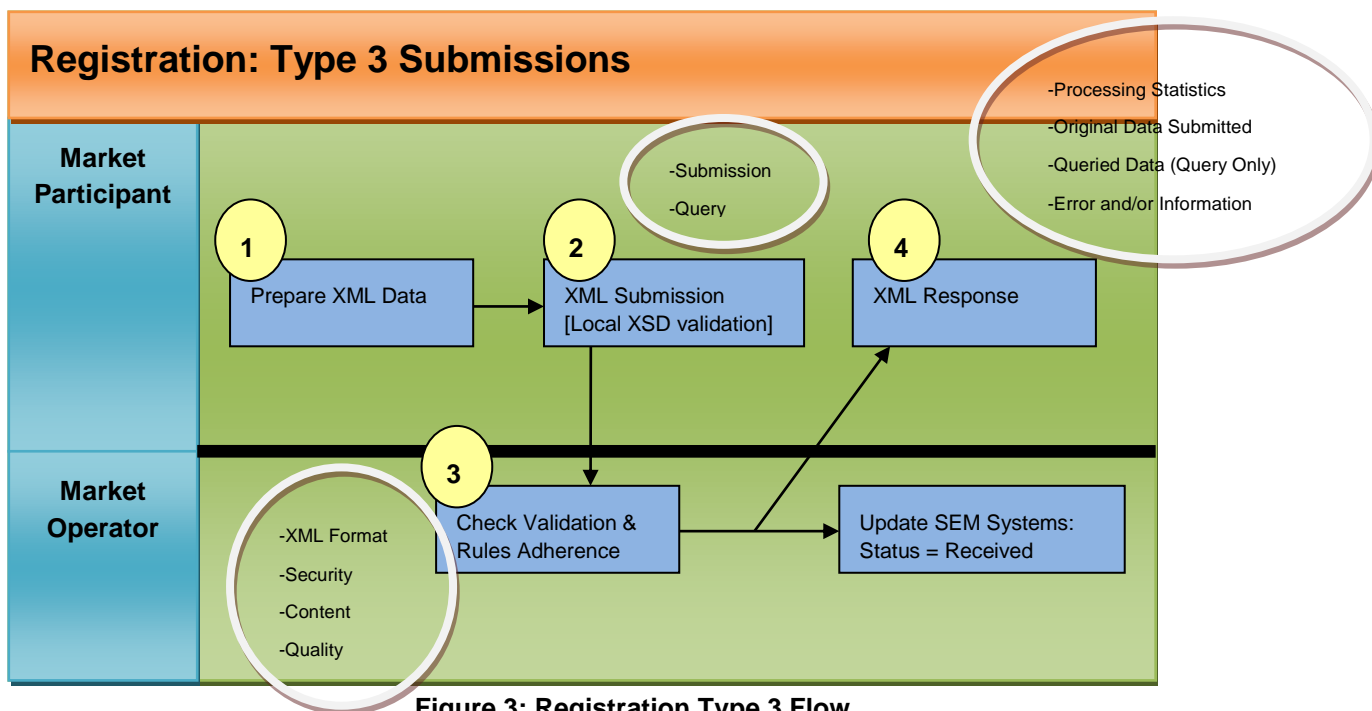 Registration: Type 3 Submissions
-Processing Statistics
-Original Data Submitted
-Queried Data (Query Only)
-Error and/or Information
Market
Participant
-Submission
-Query
1
Prepare XML Data
2
XML Submission
[Local XSD validation]
4
XML Response
Market
Operator
-XML Format
-Security
-Content
-Quality
3
Check Validation &
Rules Adherence
Update SEM Systems:
Status = Received
Figure 3: Registration Type 3 Flow